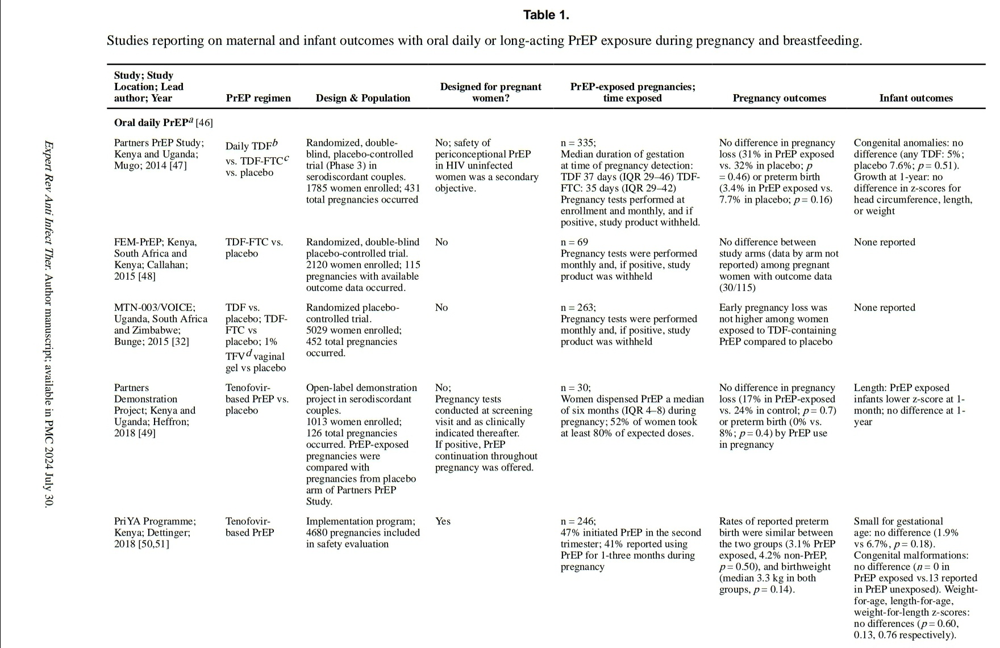 Table 1.
Studies reporting on maternal and infant outcomes with oral daily or long-acting PrEP exposure during pregnancy and breastfeeding.
Study; Study
Location; Lead
author; Year
PrEP regimen
Design & Population
Designed for pregnant
women?
PrEP-exposed pregnancies;
time exposed
Pregnancy outcomes
Infant outcomes
Oral daily PrEPa [46]
Partners PrEP Study;
Kenya and Uganda;
Mugo; 2014 [47]
Daily TDFb
vs. TDF-FTCc
vs. placebo
Randomized, double-
blind, placebo-controlled
trial (Phase 3) in
serodiscordant couples.
1785 women enrolled; 431
total pregnancies occurred
No; safety of
periconceptional PrEP
in HIV uninfected
women was a secondary
objective.
n = 335;
Median duration of gestation
at time of pregnancy detection:
TDF 37 days (IQR 29–46) TDF-
FTC: 35 days (IQR 29–42)
Pregnancy tests performed at
enrollment and monthly, and if
positive, study product withheld.
No difference in pregnancy
loss (31% in PrEP exposed
vs. 32% in placebo; p
= 0.46) or preterm birth
(3.4% in PrEP exposed vs.
7.7% in placebo; p = 0.16)
Congenital anomalies: no
difference (any TDF: 5%;
placebo 7.6%; p = 0.51).
Growth at 1-year: no
difference in z-scores for
head circumference, length,
or weight
FEM-PrEP; Kenya,
South Africa and
Kenya; Callahan;
2015 [48]
TDF-FTC vs.
placebo
Randomized, double-blind
placebo-controlled trial.
2120 women enrolled; 115
pregnancies with available
outcome data occurred.
No
n = 69
Pregnancy tests were performed
monthly and, if positive, study
product was withheld
No difference between
study arms (data by arm not
reported) among pregnant
women with outcome data
(30/115)
None reported
MTN-003/VOICE;
Uganda, South Africa
and Zimbabwe;
Bunge; 2015 [32]
TDF vs.
placebo; TDF-
FTC vs
placebo; 1%
TFVd vaginal
gel vs placebo
Randomized placebo-
controlled trial.
5029 women enrolled;
452 total pregnancies
occurred.
No
n = 263;
Pregnancy tests were performed
monthly and, if positive, study
product was withheld
Early pregnancy loss was
not higher among women
exposed to TDF-containing
PrEP compared to placebo
None reported
Partners
Demonstration
Project; Kenya and
Uganda; Heffron;
2018 [49]
Tenofovir-
based PrEP vs.
placebo
Open-label demonstration
project in serodiscordant
couples.
1013 women enrolled;
126 total pregnancies
occurred. PrEP-exposed
pregnancies were
compared with
pregnancies from placebo
arm of Partners PrEP
Study.
No;
Pregnancy tests
conducted at screening
visit and as clinically
indicated thereafter.
If positive, PrEP
continuation throughout
pregnancy was offered.
n = 30;
Women dispensed PrEP a median
of six months (IQR 4–8) during
pregnancy; 52% of women took
at least 80% of expected doses.
No difference in pregnancy
loss (17% in PrEP-exposed
vs. 24% in control; p = 0.7)
or preterm birth (0% vs.
8%; p = 0.4) by PrEP use
in pregnancy
Length: PrEP exposed
infants lower z-score at 1-
month; no difference at 1-
year
PriYA Programme;
Kenya; Dettinger;
2018 [50,51]
Tenofovir-
based PrEP
Implementation program;
4680 pregnancies included
in safety evaluation
Yes
n = 246;
47% initiated PrEP in the second
trimester; 41% reported using
PrEP for 1-three months during
pregnancy
Rates of reported preterm
birth were similar between
the two groups (3.1% PrEP
exposed, 4.2% non-PrEP,
p = 0.50), and birthweight
(median 3.3 kg in both
groups, p = 0.14).
Small for gestational
age: no difference (1.9%
vs 6.7%, p = 0.18).
Congenital malformations:
no difference (n = 0 in
PrEP exposed vs.13 reported
in PrEP unexposed). Weight-
for-age, length-for-age,
weight-for-length z-scores:
no differences (p = 0.60,
0.13, 0.76 respectively).
Expert Rev Anti Infect Ther. Author manuscript; available in PMC 2024 July 30.